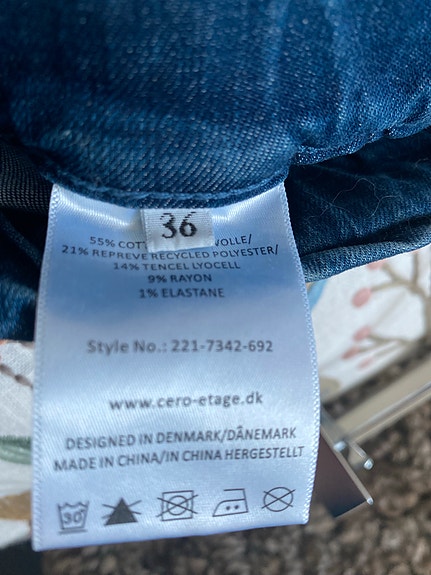 36
55% COTT WOLLE/
21% REPREVE RECYCLED POLYESTER/
14% TENCEL LYOCELL
9% RAYON
1% ELASTANE
Style No.: 221-7342-692
www.cero-etage.dk
DESIGNED IN DENMARK/DÄNEMARK
MADE IN CHINA/IN CHINA HERGESTELLT
30